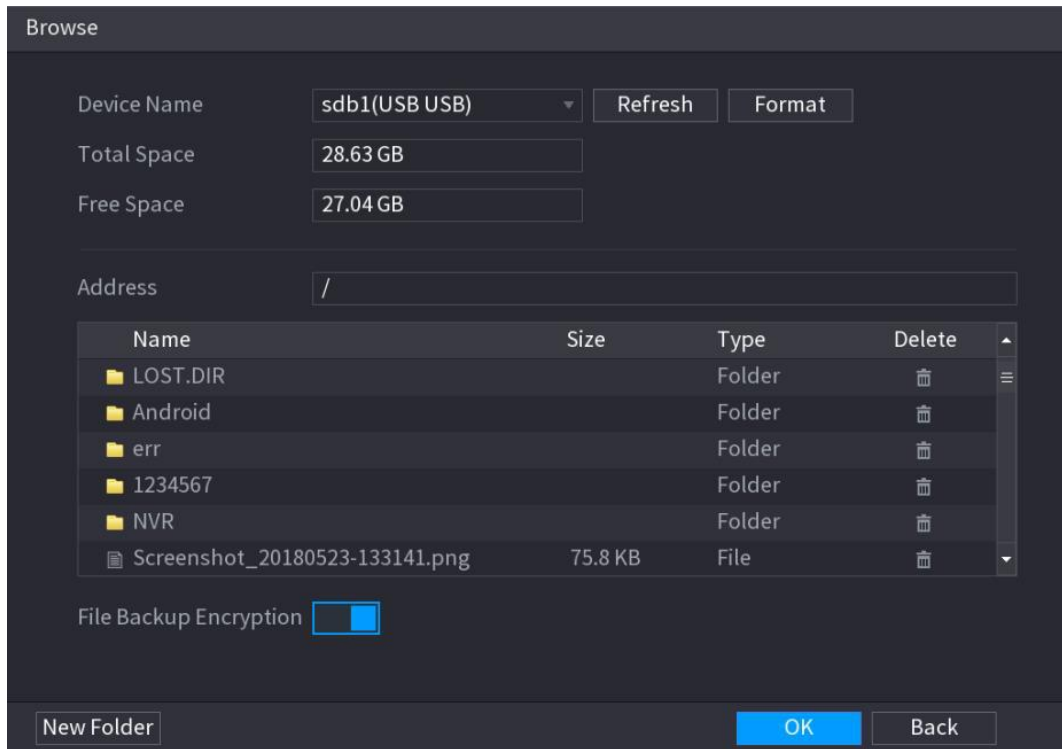 Browse
Device Name sdb1(USB USB) Refresh Format
Total Space 28.63 GB
Free Space 27.04 GB
Address /
Name Size Type Delete
LOST.DIR Folder
Android Folder
err Folder
1234567 Folder
NVR Folder
Screenshot_20180523-133141.png 75.8 KB File
File Backup Encryption
New Folder OK Back